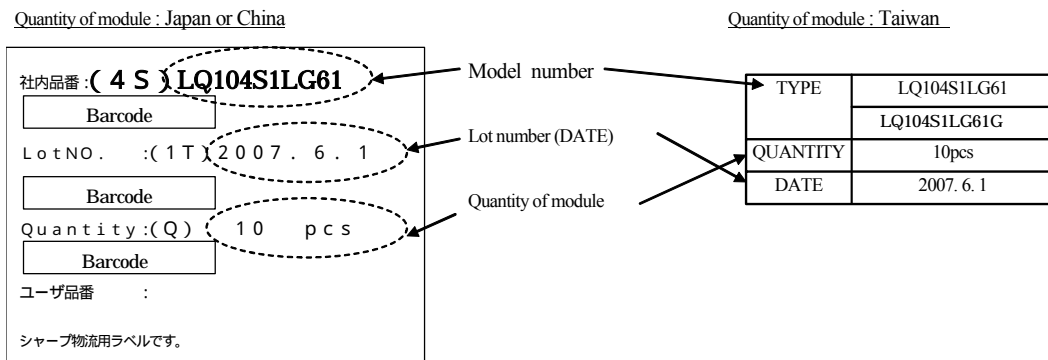 Quantity of module : Japan or China
Quantity of module : Taiwan
社内品番 : (４Ｓ) LQ104S1LG61
Barcode
ＬｏｔＮＯ． :(１Ｔ) ２００７．６．１
Barcode
Ｑｕａｎｔｉｔｙ:(Ｑ) １０ ｐｃｓ
Barcode
ユーザ品番 :
シャープ物流用ラベルです。
Model number
Lot number (DATE)
Quantity of module
TYPE LQ104S1LG61
LQ104S1LG61G
QUANTITY 10pcs
DATE 2007. 6. 1